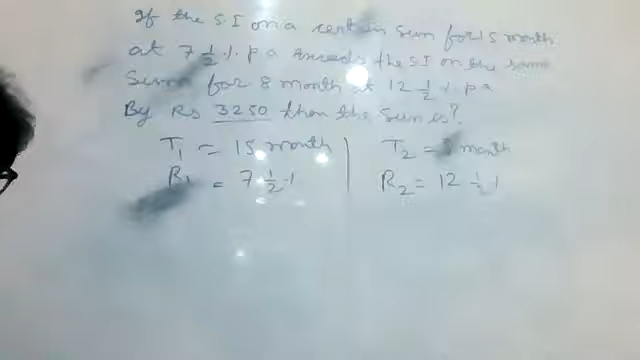 If the S I on a certain Sum for 15 month
at 7 1/2 % p a exceeds the S I on the same
Sum for 8 month at 12 1/2 % p a
By Rs 3250 then the Sum is?
T1 = 15 month
R1 = 7 1/2 %
T2 = 8 month
R2 = 12 1/2 %